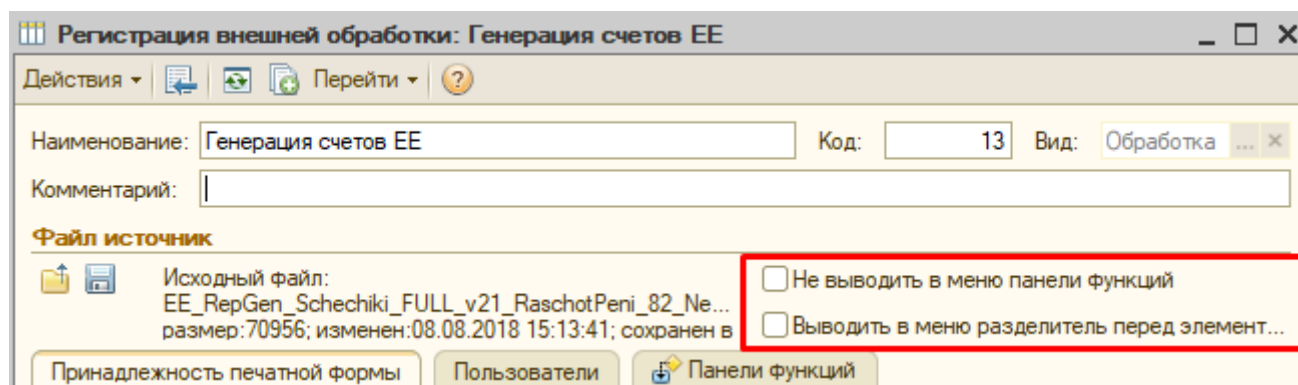 Регистрация внешней обработки: Генерация счетов ЕЕ
Действия Перейти ?
Наименование: Генерация счетов ЕЕ Код: 13 Вид: Обработка ... ×
Комментарий:
Файл источник
Исходный файл:
EE_RepGen_Schechiki_FULL_v21_RaschotPeni_82_Ne...
размер:70956; изменен:08.08.2018 15:13:41; сохранен в
Не выводить в меню панели функций
Выводить в меню разделитель перед элемент...
Принадлежность печатной формы Пользователи Панели функций